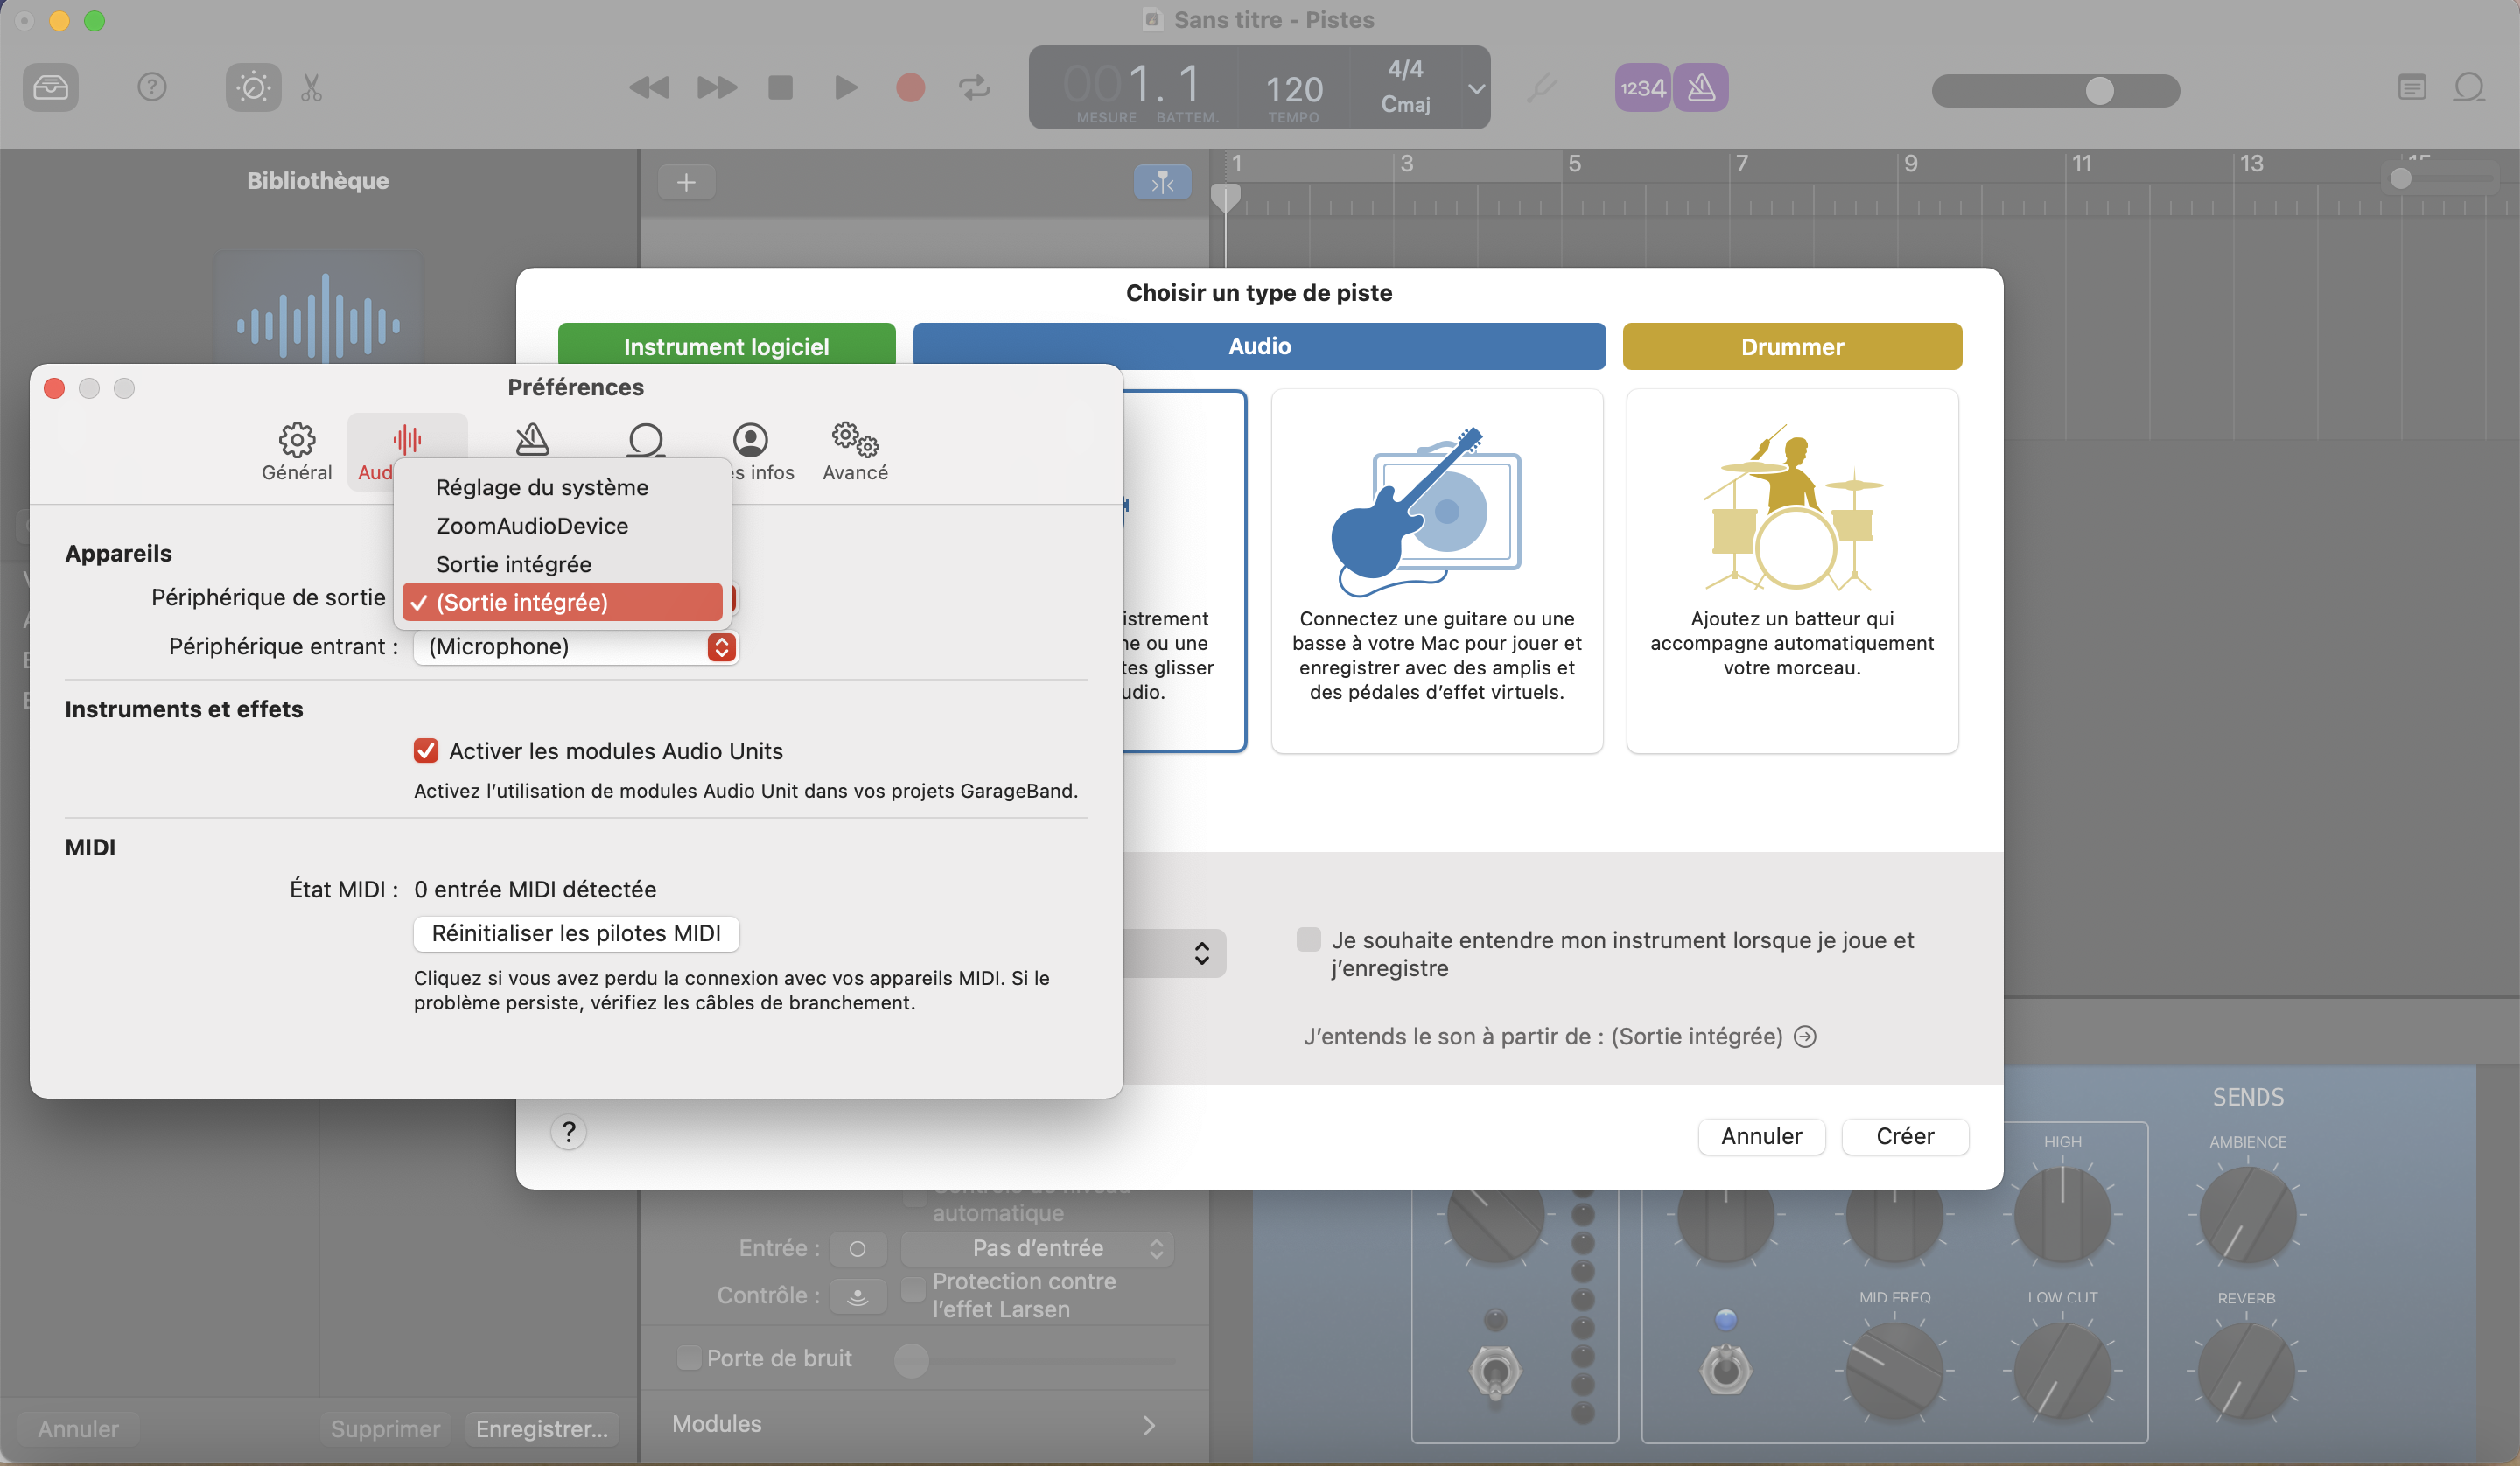 Sans titre - Pistes
001. 1
120
4/4
Cmaj
MESURE
BATTEM.
TEMPO
1234
Bibliothèque
1
3
5
7
9
11
13
15
Choisir un type de piste
Instrument logiciel
Audio
Drummer
Préférences
Général
Aud
es infos
Avancé
Réglage du système
ZoomAudioDevice
Sortie intégrée
✓ (Sortie intégrée)
Appareils
Périphérique de sortie
Périphérique entrant :
(Microphone)
Instruments et effets
Activer les modules Audio Units
Activez l'utilisation de modules Audio Unit dans vos projets GarageBand.
MIDI
État MIDI :
0 entrée MIDI détectée
Réinitialiser les pilotes MIDI
Cliquez si vous avez perdu la connexion avec vos appareils MIDI. Si le
problème persiste, vérifiez les câbles de branchement.
istrement
ne ou une
tes glisser
udio.
Connectez une guitare ou une
basse à votre Mac pour jouer et
enregistrer avec des amplis et
des pédales d'effet virtuels.
Ajoutez un batteur qui
accompagne automatiquement
votre morceau.
Je souhaite entendre mon instrument lorsque je joue et
j'enregistre
J'entends le son à partir de : (Sortie intégrée)
?
Annuler
Créer
automatique
Entrée :
Pas d'entrée
Contrôle :
Protection contre
l'effet Larsen
Porte de bruit
Modules
Annuler
Supprimer
Enregistrer...
SENDS
HIGH
AMBIENCE
MID FREQ
LOW CUT
REVERB